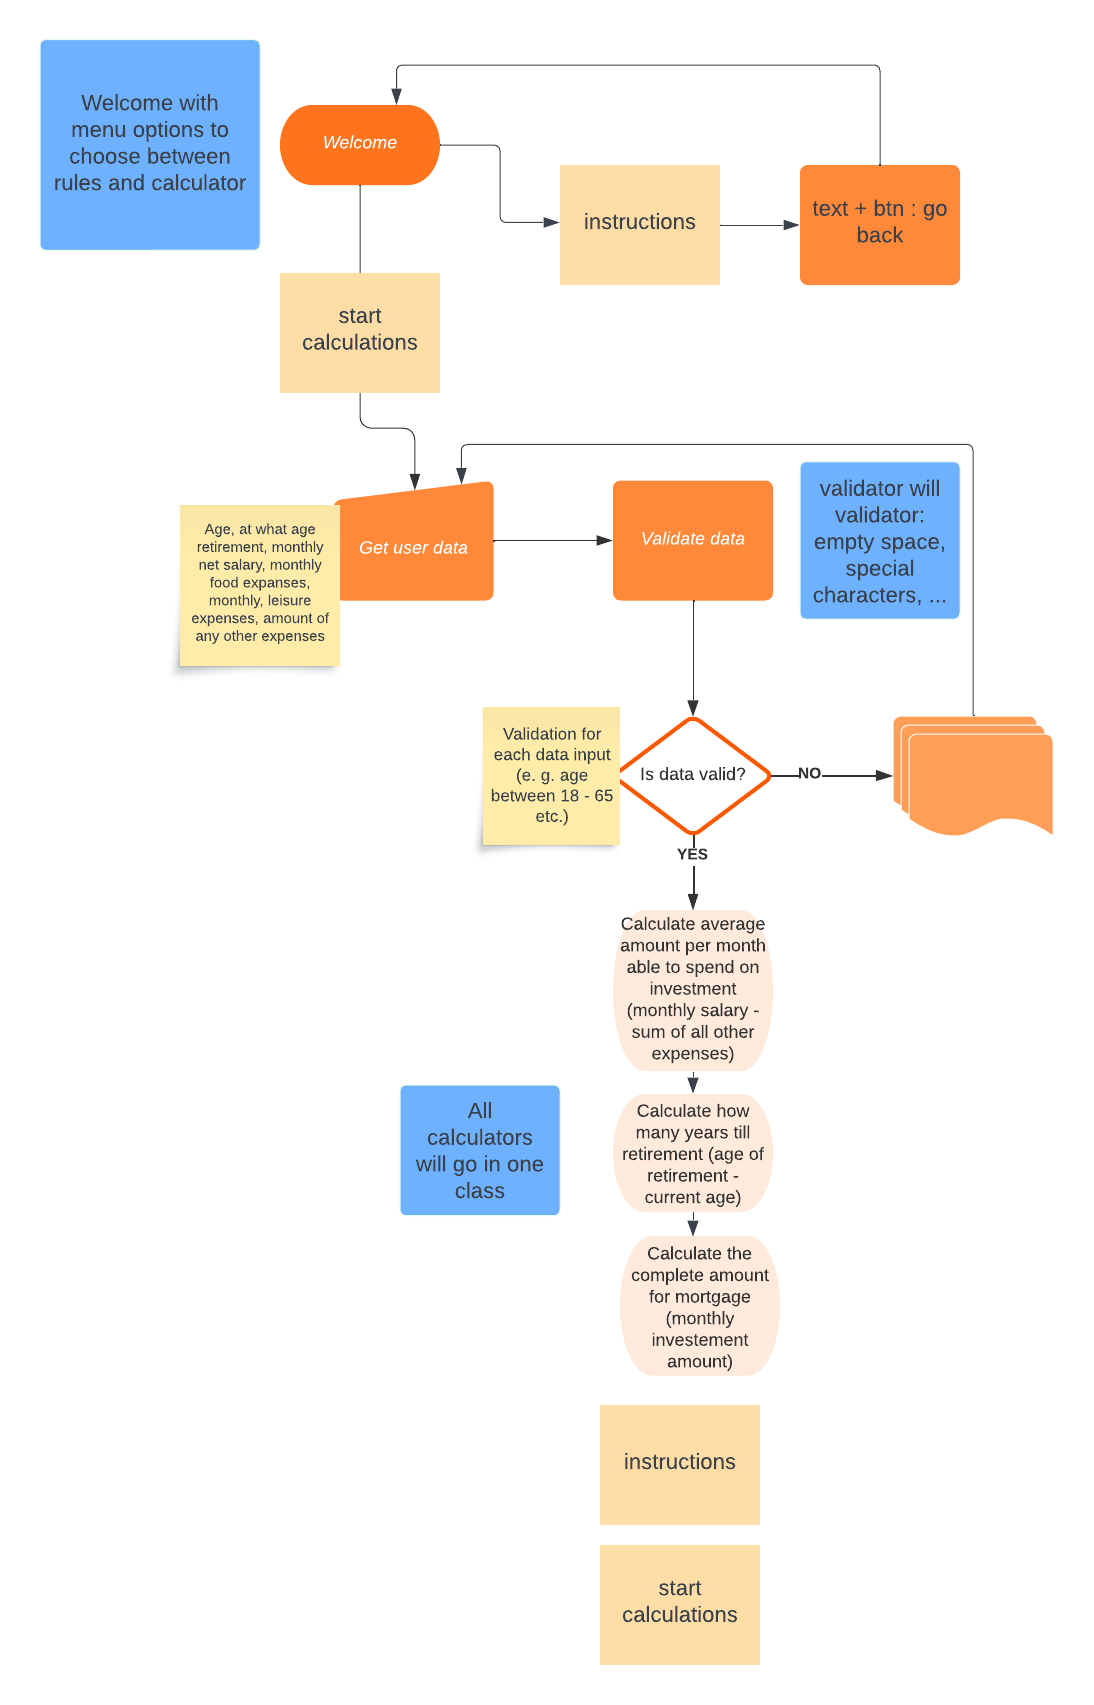 Welcome with
menu options to
choose between
rules and calculator
Welcome
instructions
text + btn : go
back
start
calculations
Age, at what age
retirement, monthly
net salary, monthly
food expanses,
monthly, leisure
expenses, amount of
any other expenses
Get user data
Validate data
validator will
validator:
empty space,
special
characters, ...
Validation for
each data input
(e. g. age
between 18 - 65
etc.)
Is data valid?
NO
YES
Calculate average
amount per month
able to spend on
investment
(monthly salary -
sum of all other
expenses)
All
calculators
will go in one
class
Calculate how
many years till
retirement (age of
retirement -
current age)
Calculate the
complete amount
for mortgage
(monthly
investement
amount)
instructions
start
calculations